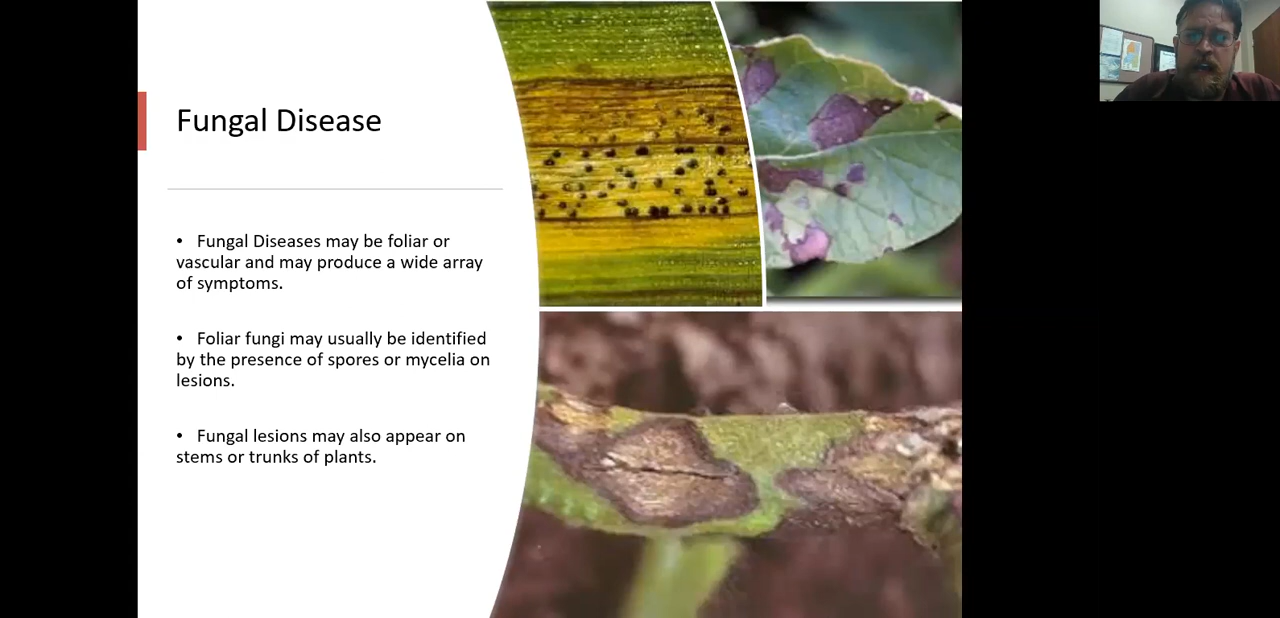 Fungal Disease
• Fungal Diseases may be foliar or
vascular and may produce a wide array
of symptoms.
• Foliar fungi may usually be identified
by the presence of spores or mycelia on
lesions.
• Fungal lesions may also appear on
stems or trunks of plants.